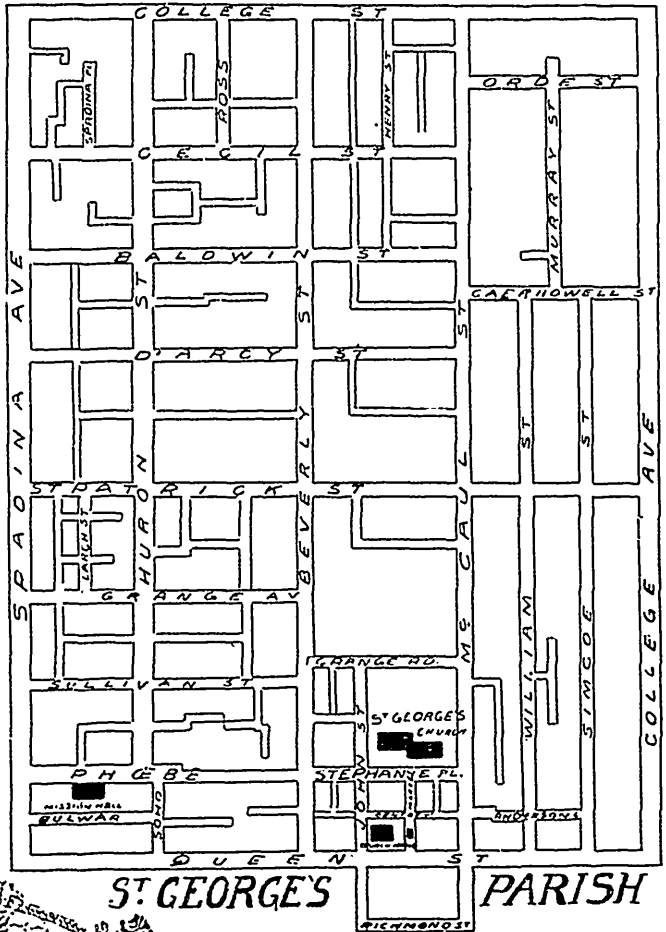 COLLEGE ST
SPADINA Pl
ROSS
HENRY ST
ORDE ST
CECIL ST
MURRAY ST
BALDWIN ST
CAERHOWELL ST
D'ARCY ST
SPADINA AVE
HURON ST
BEVERLY ST
McCAUL ST
WILLIAM ST
SIMCOE ST
COLLEGE AVE
ST PATRICK ST
LARCH ST
GRANGE AV
GRANGE RD.
SULLIVAN ST
JOHN ST
ST GEORGE'S
CHURCH
PHŒBE
STEPHANYE PL.
MISSION HALL
BULWAR
SOHO
ANDERSONS
QUEEN ST
ST. GEORGE'S PARISH
RICHMOND ST